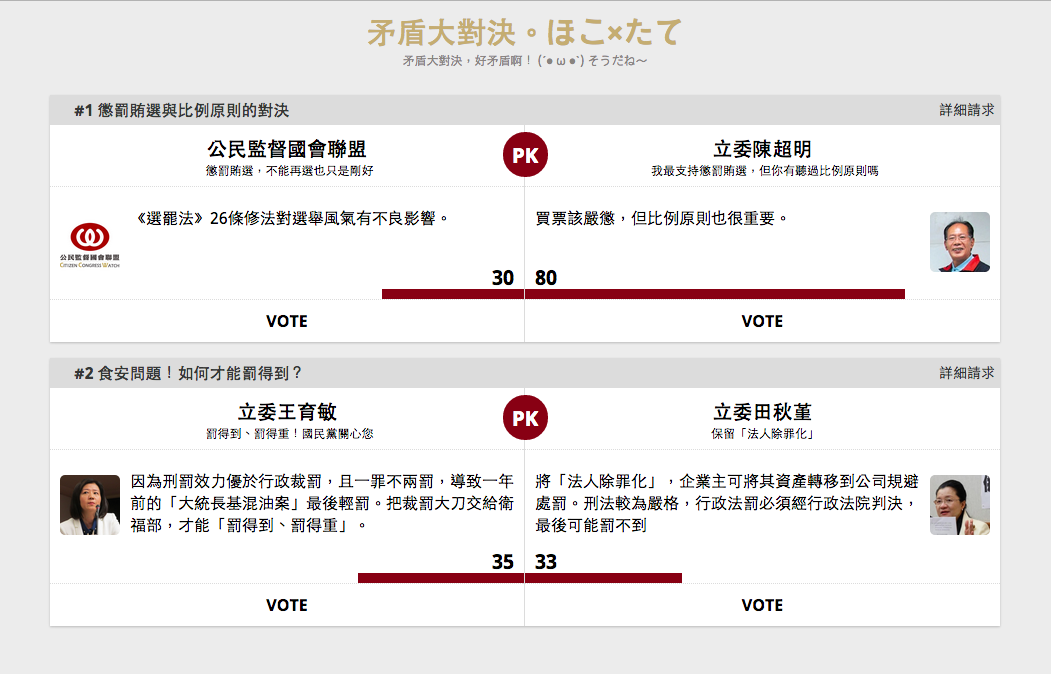 矛盾大對決。ほこ×たて
矛盾大對決，好矛盾啊！(´●ω●`) そうだね～
#1 懲罰賄選與比例原則的對決
詳細請求
公民監督國會聯盟
懲罰賄選，不能再選也只是剛好
PK
立委陳超明
我最支持懲罰賄選，但你有聽過比例原則嗎
公民監督國會聯盟
CITIZEN CONGRESS WATCH
《選罷法》26條修法對選舉風氣有不良影響。
30
買票該嚴懲，但比例原則也很重要。
80
VOTE
VOTE
#2 食安問題！如何才能罰得到？
詳細請求
立委王育敏
罰得到、罰得重！國民黨關心您
PK
立委田秋堇
保留「法人除罪化」
因為刑罰效力優於行政裁罰，且一罪不兩罰，導致一年
前的「大統長基混油案」最後輕罰。把裁罰大刀交給衛
福部，才能「罰得到、罰得重」。
35
將「法人除罪化」，企業主可將其資產轉移到公司規避
處罰。刑法較為嚴格，行政法罰必須經行政法院判決，
最後可能罰不到
33
VOTE
VOTE